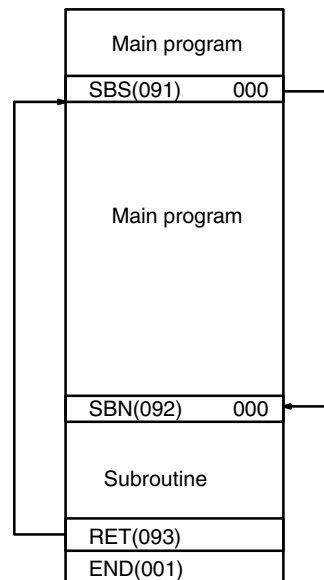 Main program
SBS(091) 000
Main program
SBN(092) 000
Subroutine
RET(093)
END(001)